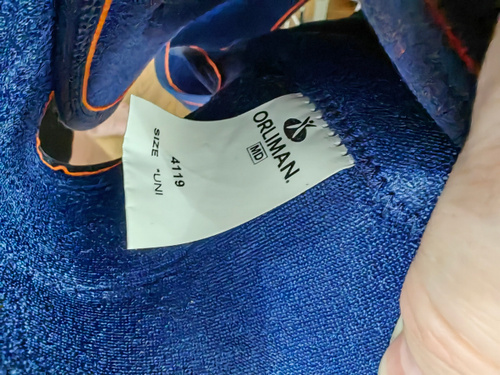 ORLIMAN.
MD
4119
SIZE *UNI